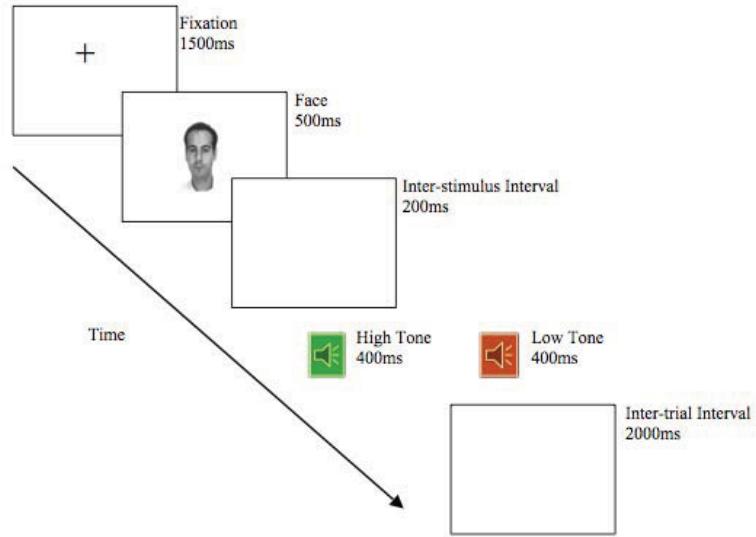 Fixation
1500ms
Face
500ms
Inter-stimulus Interval
200ms
Time
High Tone
400ms
Low Tone
400ms
Inter-trial Interval
2000ms